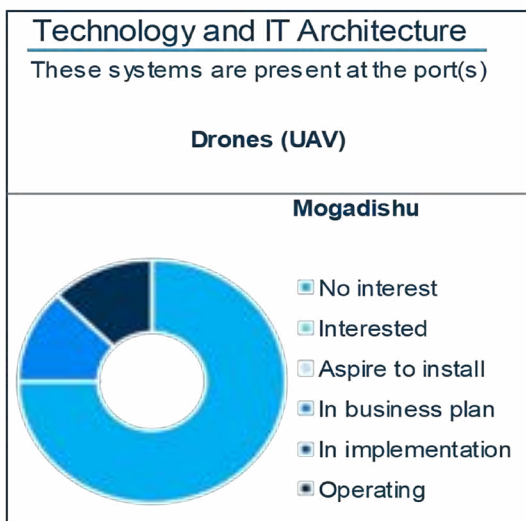 Technology and IT Architecture
These systems are present at the port(s)
Drones (UAV)
Mogadishu
No interest
Interested
Aspire to install
In business plan
In implementation
Operating